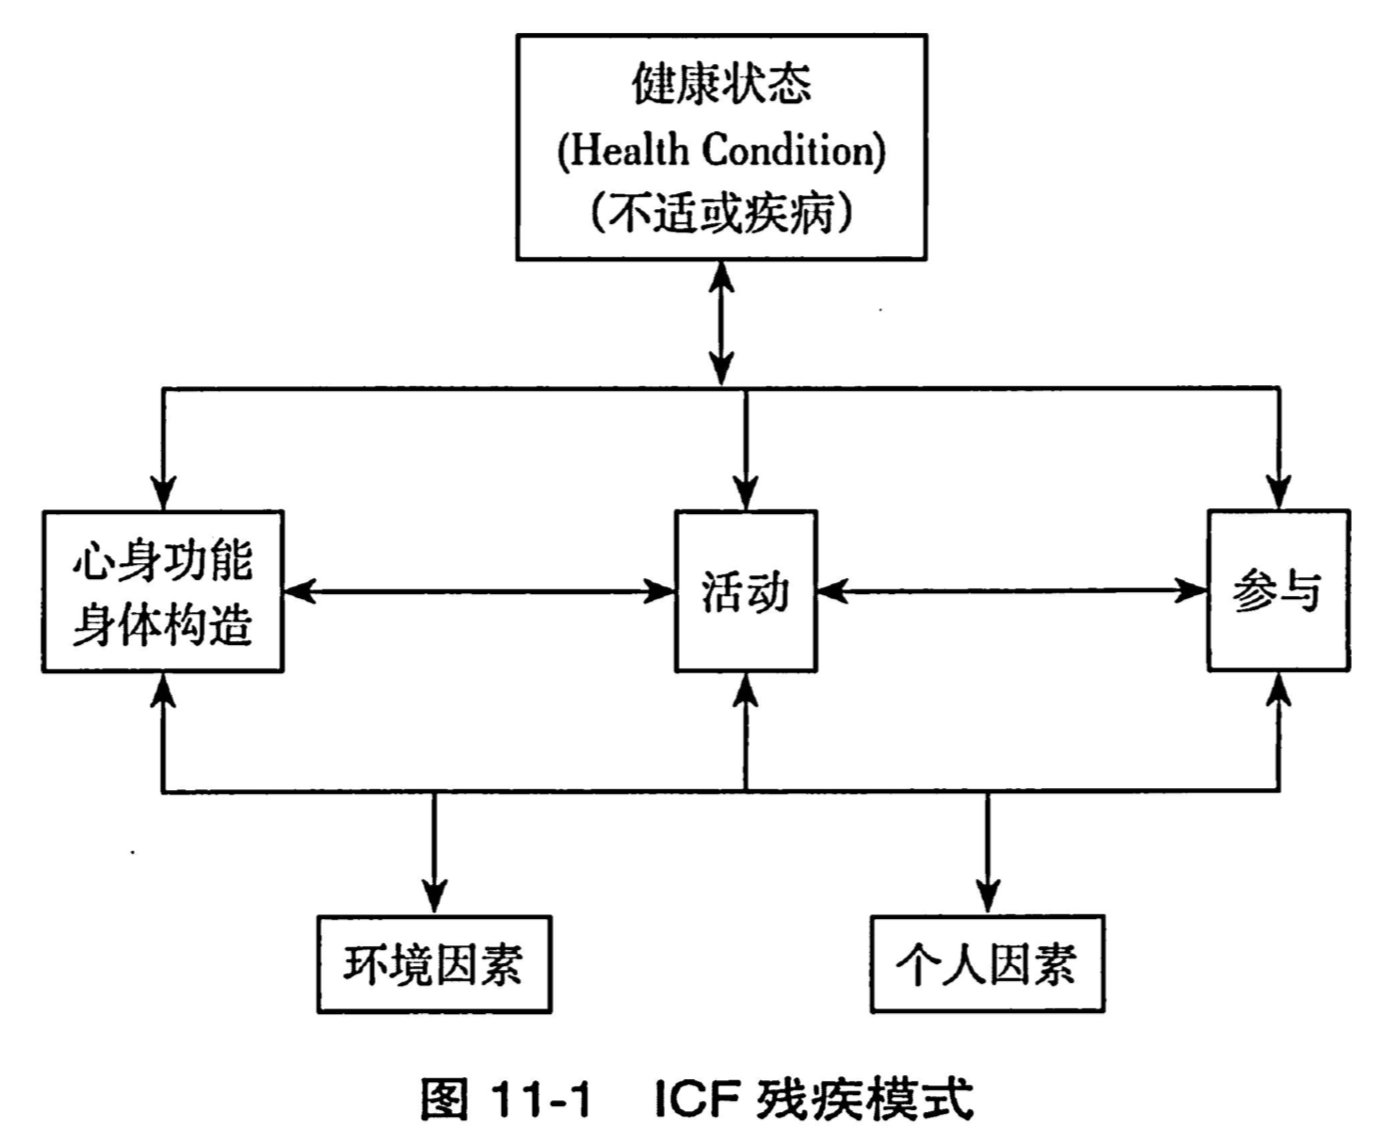 健康状态
(Health Condition)
（不适或疾病）
心身功能
身体构造
活动
参与
环境因素
个人因素
图 11-1 ICF 残疾模式